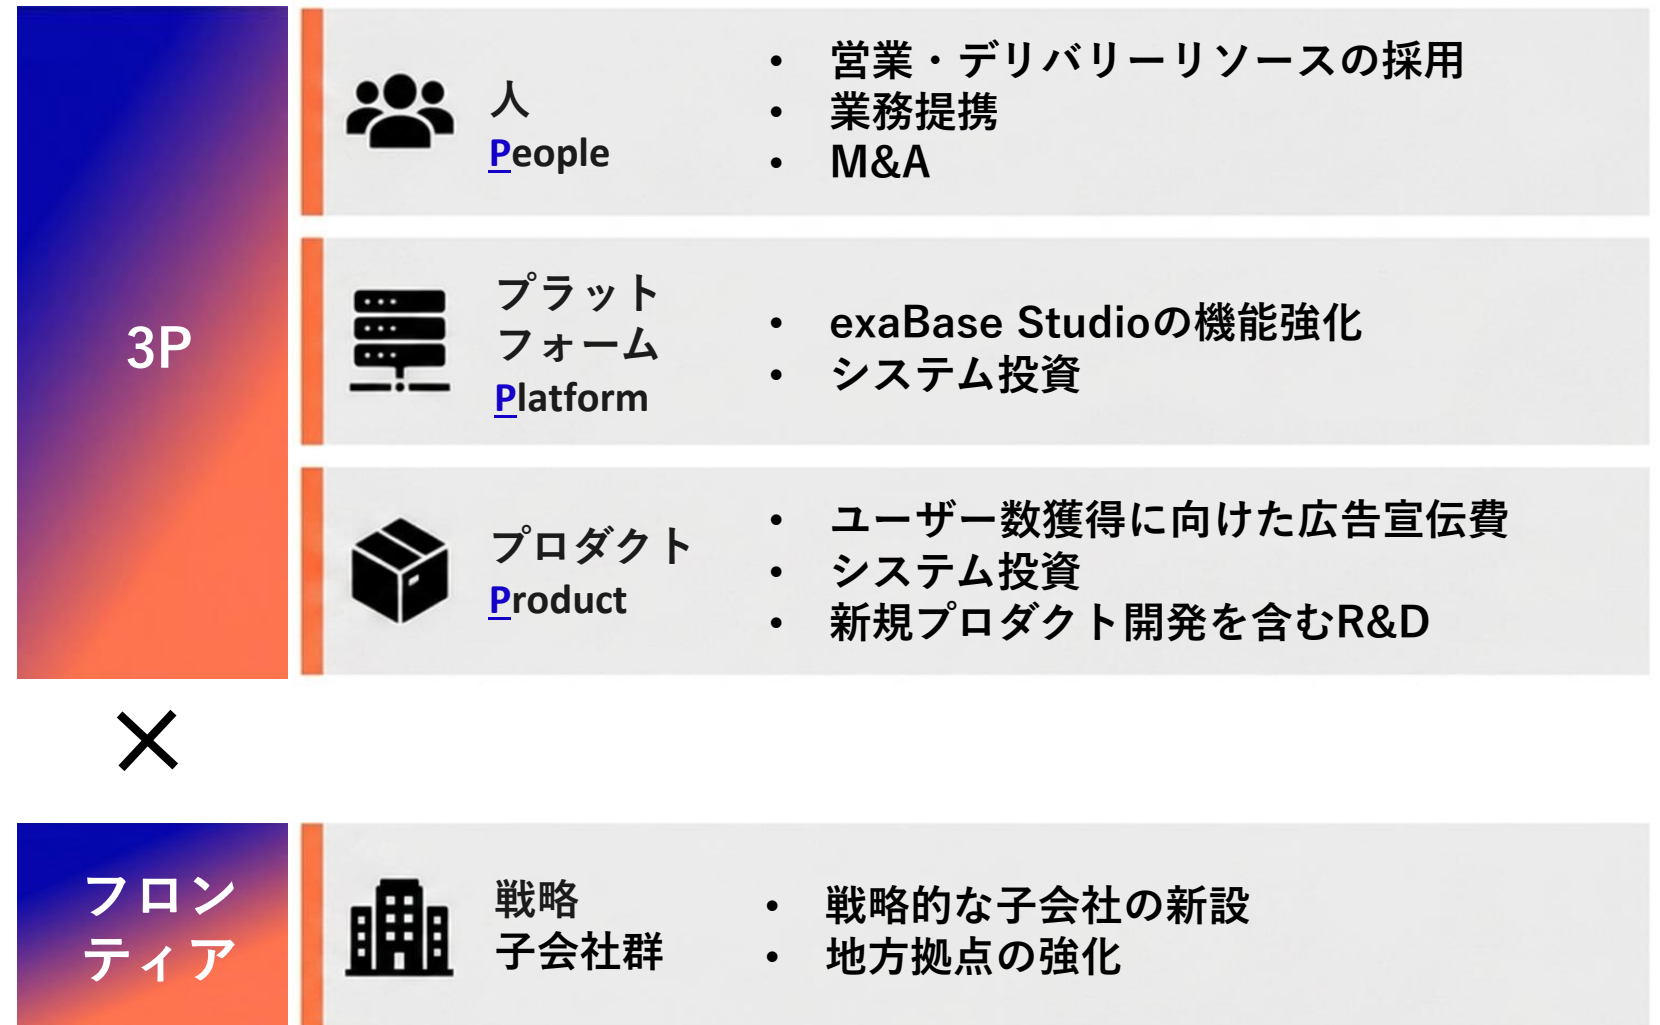 3P
人
People
• 営業・デリバリーリソースの採用
• 業務提携
• M&A
プラット
フォーム
Platform
• exaBase Studioの機能強化
• システム投資
プロダクト
Product
• ユーザー数獲得に向けた広告宣伝費
• システム投資
• 新規プロダクト開発を含むR&D
×
フロン
ティア
戦略
子会社群
• 戦略的な子会社の新設
• 地方拠点の強化